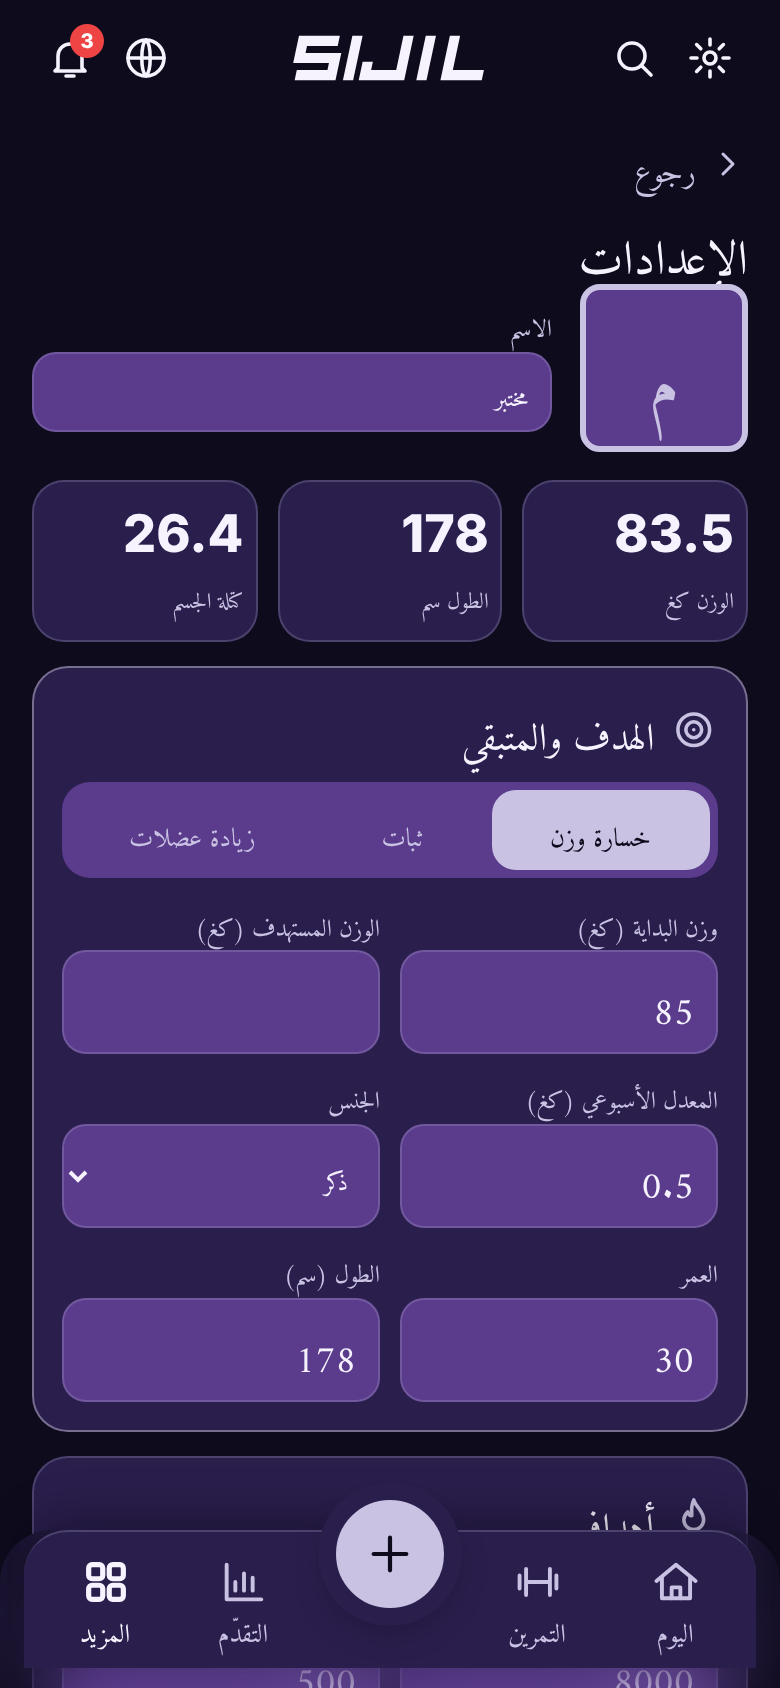 3
SIJIL
رجوع
الإعدادات
م
الاسم
مختبر
83.5
الوزن كغ
178
الطول سم
26.4
كتلة الجسم
الهدف والمتبقي
خسارة وزن
ثبات
زيادة عضلات
وزن البداية (كغ)
85
الوزن المستهدف (كغ)
المعدل الأسبوعي (كغ)
0.5
الجنس
ذكر
العمر
30
الطول (سم)
178
8000
500
اليوم
التمرين
التقدّم
المزيد